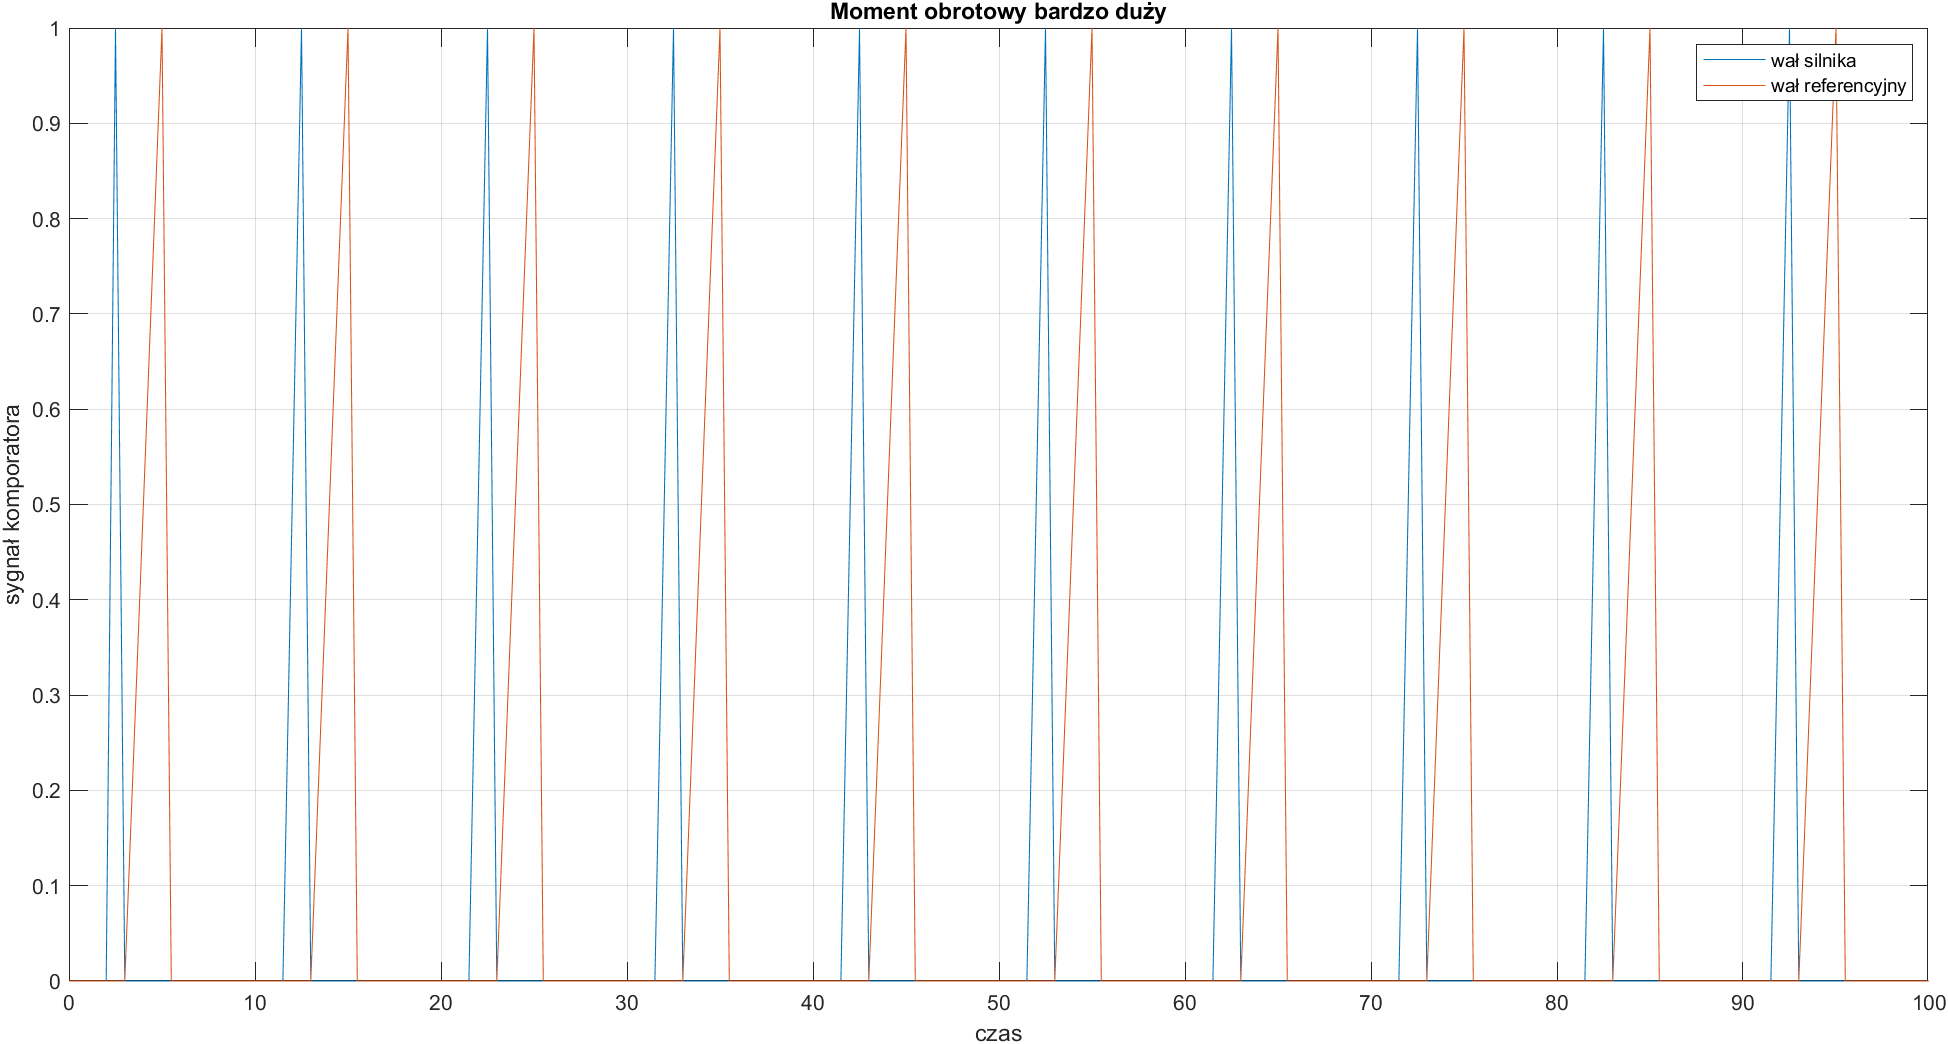 Moment obrotowy bardzo duży
wał silnika
wał referencyjny
sygnał komporatora
1
0.9
0.8
0.7
0.6
0.5
0.4
0.3
0.2
0.1
0
0 10 20 30 40 50 60 70 80 90 100
czas